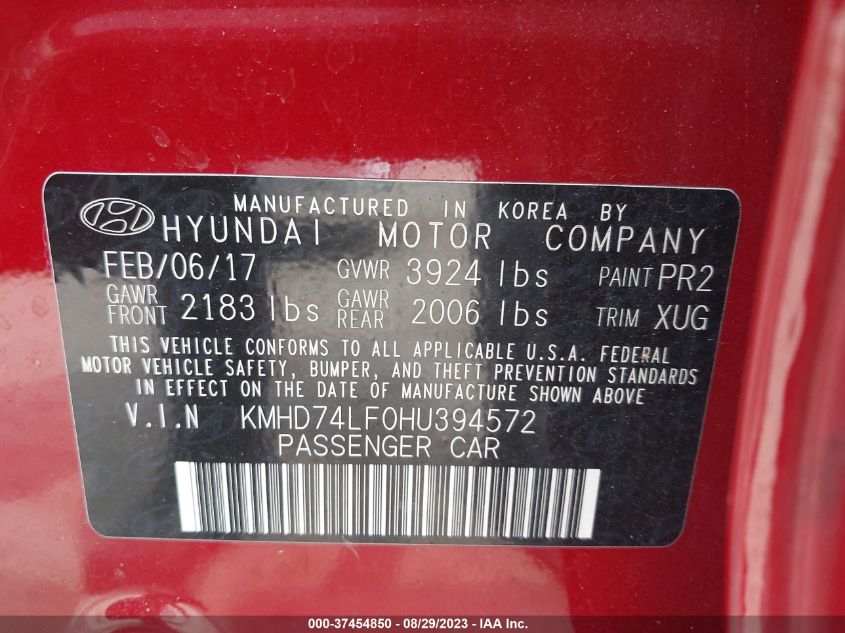 MANUFACTURED IN KOREA BY
HYUNDAI MOTOR COMPANY
FEB/06/17 GVWR 3924 lbs PAINT PR2
GAWR FRONT 2183 lbs GAWR REAR 2006 lbs TRIM XUG
THIS VEHICLE CONFORMS TO ALL APPLICABLE U.S.A. FEDERAL
MOTOR VEHICLE SAFETY, BUMPER, AND THEFT PREVENTION STANDARDS
IN EFFECT ON THE DATE OF MANUFACTURE SHOWN ABOVE.
V.I.N KMHD74LF0HU394572
PASSENGER CAR
000-37454850 - 08/29/2023 - IAA Inc.